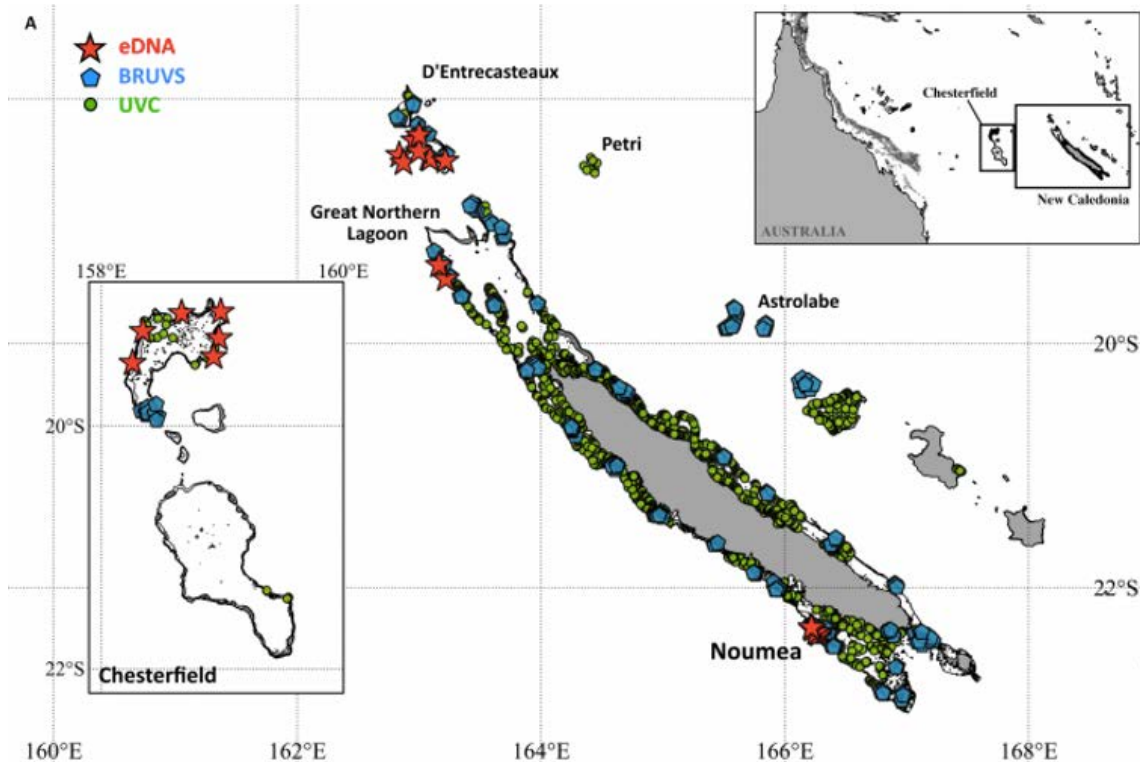 A
eDNA
BRUVS
UVC
D'Entrecasteaux
Petri
Great Northern
Lagoon
Astrolabe
Noumea
Chesterfield
New Caledonia
AUSTRALIA
158°E
160°E
20°S
22°S
Chesterfield
20°S
22°S
160°E
162°E
164°E
166°E
168°E